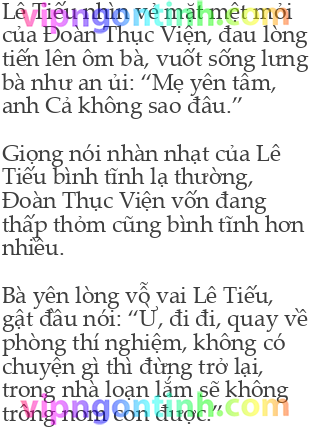 Lê Tiếu nhìn vẻ mặt mệt mỏi
vipngontinh.com
của Đoàn Thục Viện, đau lòng
tiến lên ôm bà, vuốt sống lưng
bà như an ủi: “Mẹ yên tâm,
anh Cả không sao đâu.”
Giọng nói nhàn nhạt của Lê
Tiếu bình tĩnh lạ thường,
Đoàn Thục Viện vốn đang
thấp thỏm cũng bình tĩnh hơn
nhiều.
Bà yên lòng vỗ vai Lê Tiếu,
gật đầu nói: “Ừ, đi đi, quay về
phòng thí nghiệm, không có
chuyện gì thì đừng trở lại,
trong nhà loạn lắm sẽ không
trông nom con được.”
vipngontinh.com